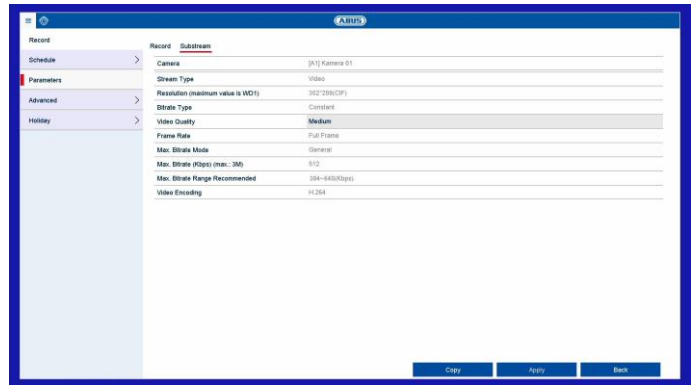 ABUS
Record
Record Substream
Schedule
Camera [A1] Kamera 01
Parameters
Stream Type Video
Resolution (maximum value is WD1) 352*288(CIF)
Advanced
Bitrate Type Constant
Holiday
Video Quality Medium
Frame Rate Full Frame
Max. Bitrate Mode General
Max. Bitrate (Kbps) (max.: 3M) 512
Max. Bitrate Range Recommended 384~640(Kbps)
Video Encoding H.264
Copy Apply Back